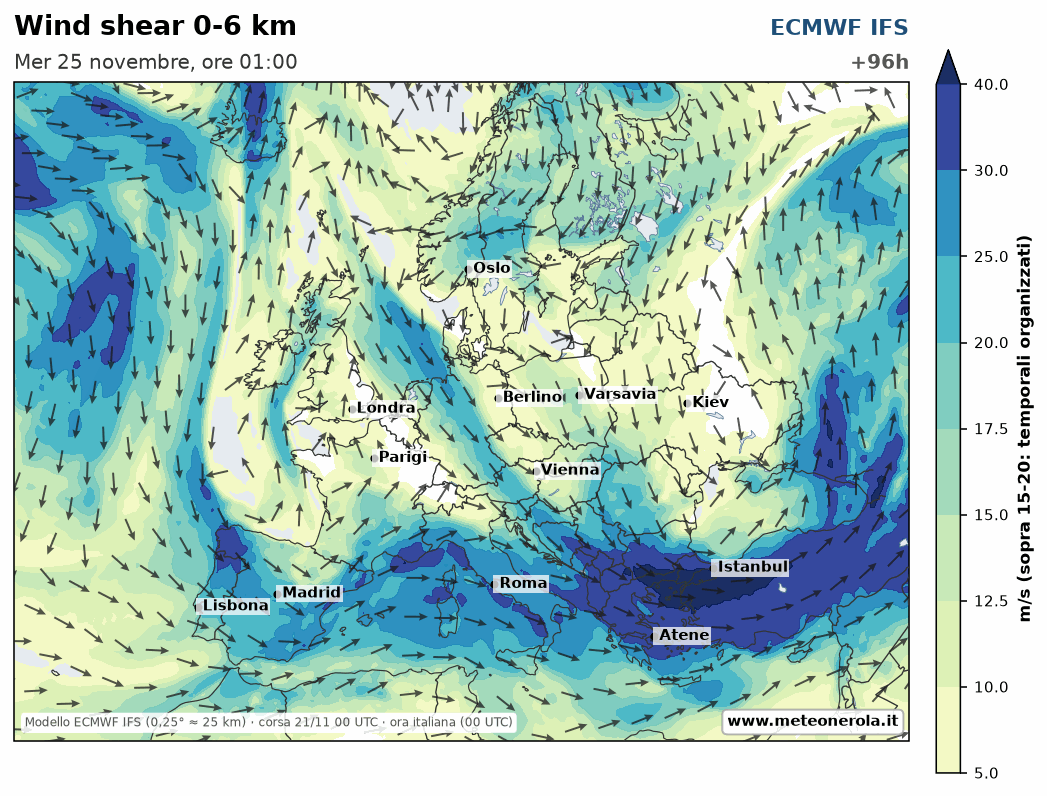 Wind shear 0-6 km
ECMWF IFS
Mer 25 novembre, ore 01:00
+96h
40.0
30.0
25.0
20.0
17.5
15.0
12.5
10.0
5.0
m/s (sopra 15-20: temporali organizzati)
Oslo
Berlino
Varsavia
Kiev
Londra
Parigi
Vienna
Istanbul
Roma
Madrid
Lisbona
Atene
Modello ECMWF IFS (0,25° ≈ 25 km) · corsa 21/11 00 UTC · ora italiana (00 UTC)
www.meteonerola.it